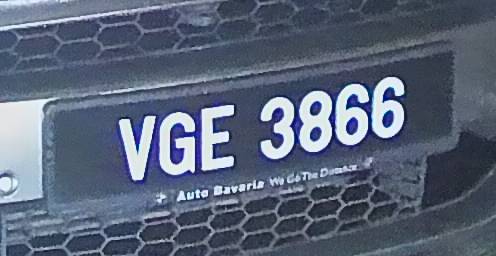 VGE 3866
Auto Bavaria We Go The Distance